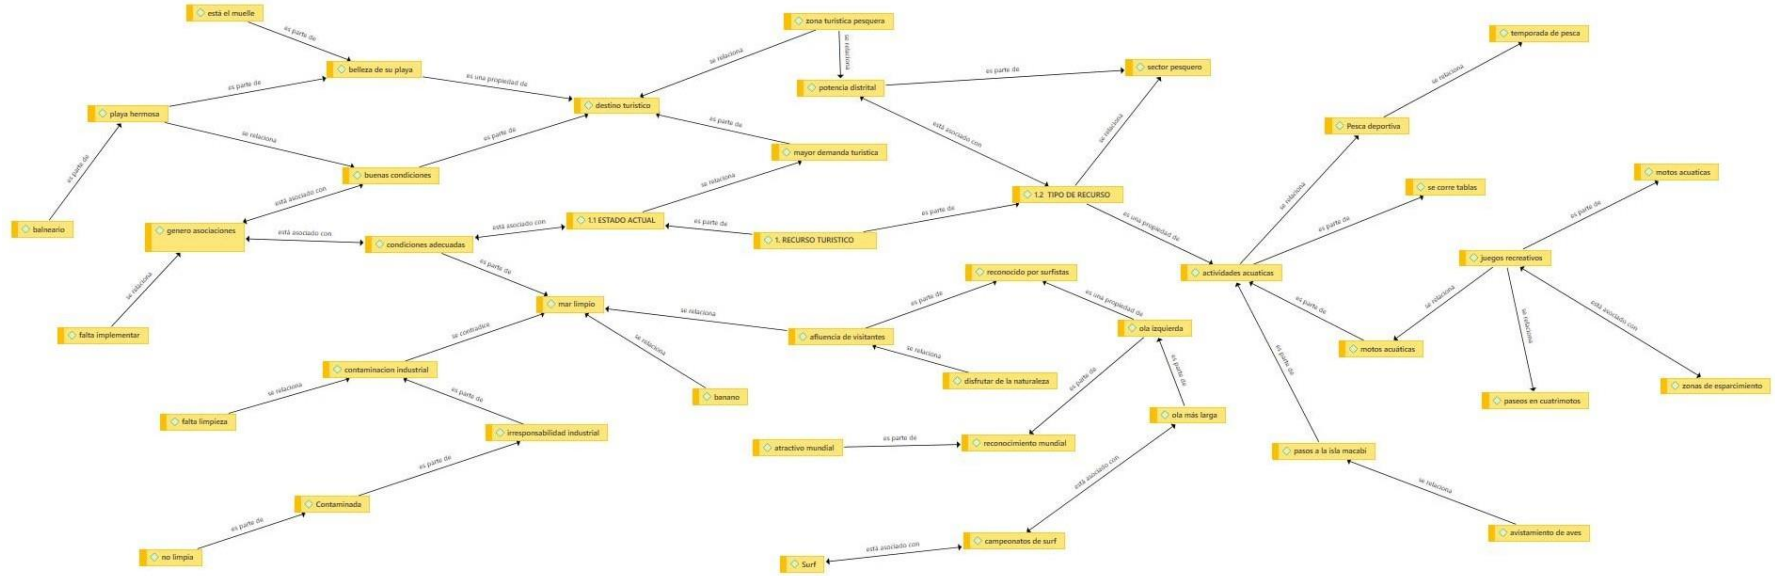 está el muelle
es parte de
belleza de su playa
es una propiedad de
es parte de
playa hermosa
se relaciona
es parte de
es parte de
balneario
buenas condiciones
está asociado con
genero asociaciones
está asociado con
condiciones adecuadas
se relaciona
falta implementar
zona turistica pesquera
se relaciona
se relaciona
destino turistico
es parte de
mayor demanda turistica
se relaciona
está asociado con
1.1 ESTADO ACTUAL
es parte de
1. RECURSO TURISTICO
es parte de
potencia distrital
es parte de
sector pesquero
está asociado con
se relaciona
1.2 TIPO DE RECURSO
es una propiedad de
temporada de pesca
se relaciona
Pesca deportiva
se relaciona
se corre tablas
es parte de
actividades acuaticas
motos acuaticas
es parte de
juegos recreativos
se relaciona
es parte de
motos acuáticas
se relaciona
está asociado con
paseos en cuatrimotos
zonas de esparcimiento
es parte de
pasos a la isla macabí
se relaciona
avistamiento de aves
es parte de
mar limpio
se relaciona
se contradice
se relaciona
contaminacion industrial
banano
se relaciona
falta limpieza
es parte de
irresponsabilidad industrial
es parte de
Contaminada
es parte de
no limpia
reconocido por surfistas
es parte de
es una propiedad de
afluencia de visitantes
ola izquierda
se relaciona
disfrutar de la naturaleza
es parte de
es parte de
ola más larga
atractivo mundial
es parte de
reconocimiento mundial
está asociado con
campeonatos de surf
está asociado con
Surf